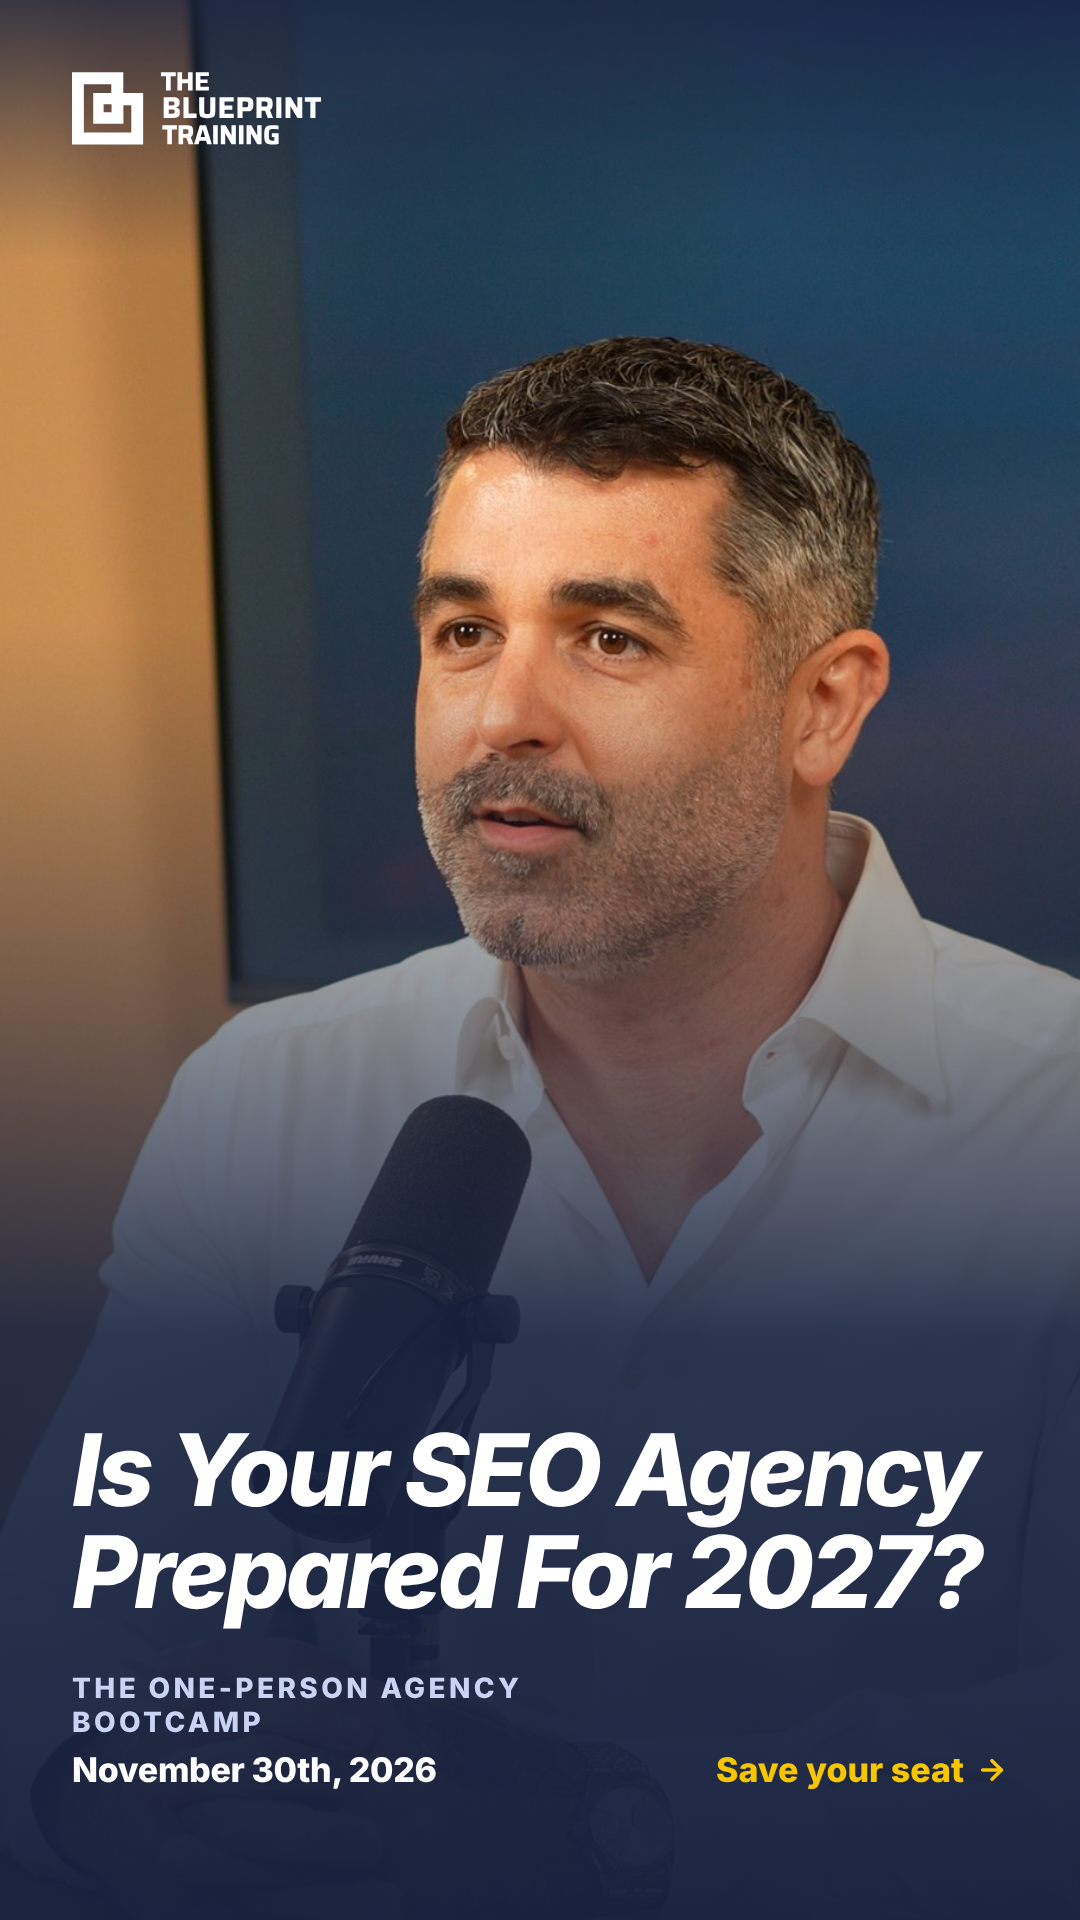 THE
BLUEPRINT
TRAINING
SHURE
Is Your SEO Agency
Prepared For 2027?
THE ONE-PERSON AGENCY
BOOTCAMP
November 30th, 2026
Save your seat →